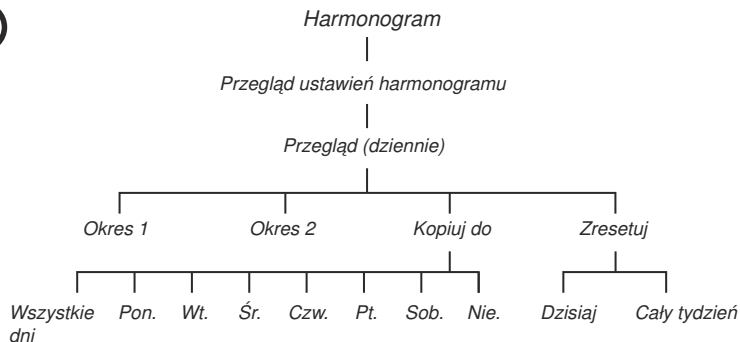 Harmonogram
Przegląd ustawień harmonogramu
Przegląd (dziennie)
Okres 1 Okres 2 Kopiuj do Zresetuj
Wszystkie dni Pon. Wt. Śr. Czw. Pt. Sob. Nie. Dzisiaj Cały tydzień